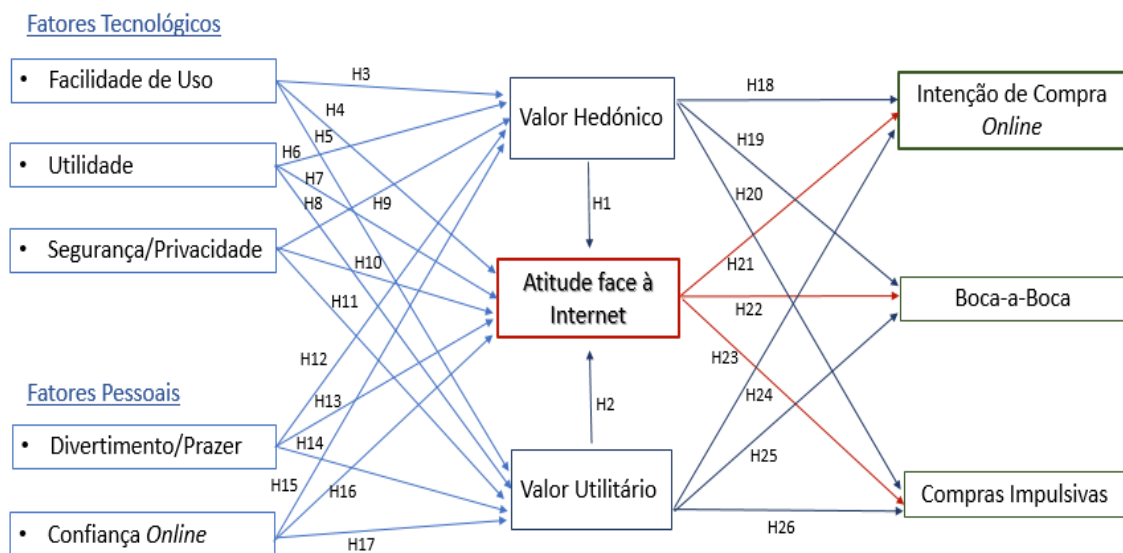 Fatores Tecnológicos
• Facilidade de Uso
• Utilidade
• Segurança/Privacidade
Fatores Pessoais
• Divertimento/Prazer
• Confiança Online
H3
H4
H5
H6
H7
H8
H9
H10
H11
H12
H13
H14
H15
H16
H17
Valor Hedónico
H1
Atitude face à
Internet
H2
Valor Utilitário
H18
H19
H20
H21
H22
H23
H24
H25
H26
Intenção de Compra
Online
Boca-a-Boca
Compras Impulsivas